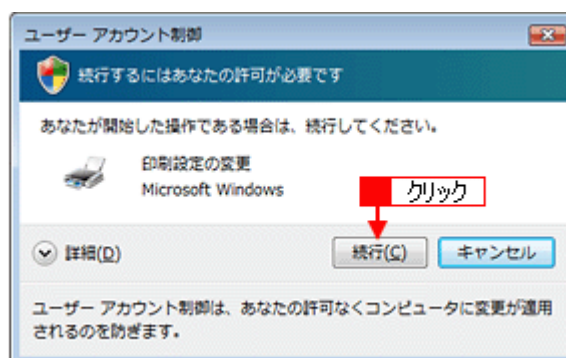 ユーザー アカウント制御
続行するにはあなたの許可が必要です
あなたが開始した操作である場合は、続行してください。
印刷設定の変更
Microsoft Windows
クリック
詳細(D)
続行(C)
キャンセル
ユーザー アカウント制御は、あなたの許可なくコンピュータに変更が適用
されるのを防ぎます。